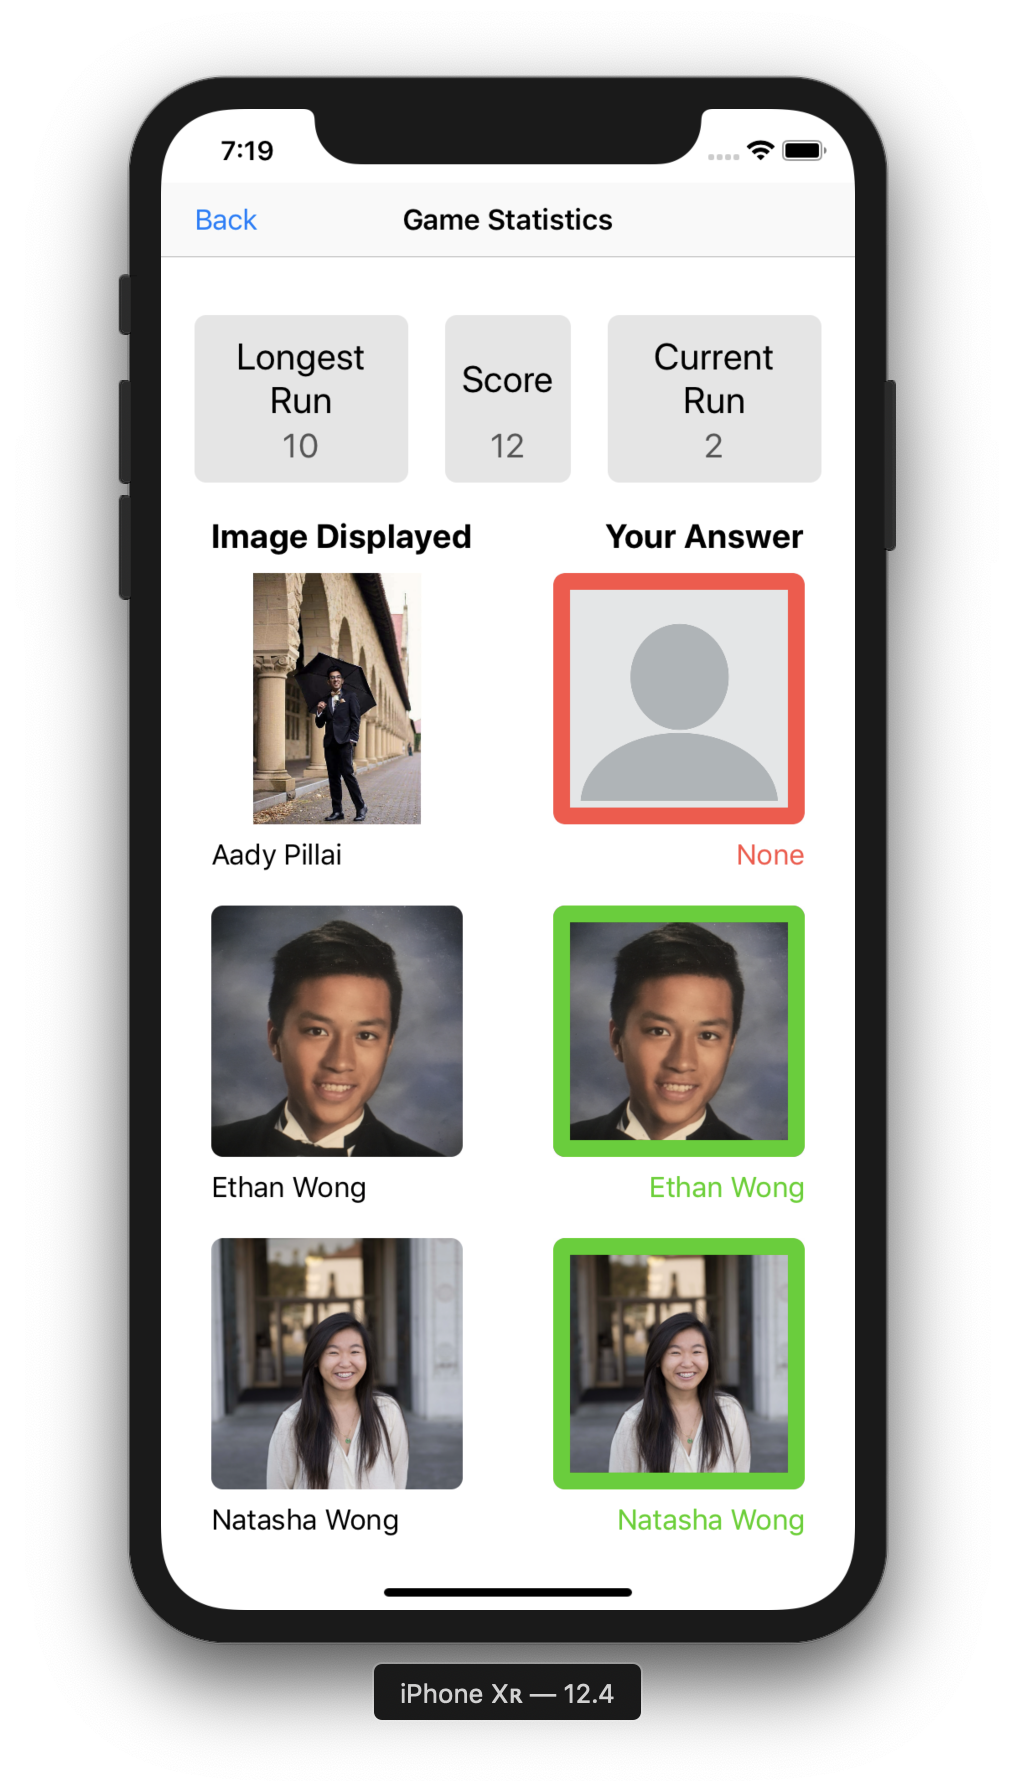 7:19
Back
Game Statistics
Longest
Run
10
Score
12
Current
Run
2
Image Displayed
Your Answer
Aady Pillai
None
Ethan Wong
Ethan Wong
Natasha Wong
Natasha Wong
iPhone Xʀ — 12.4